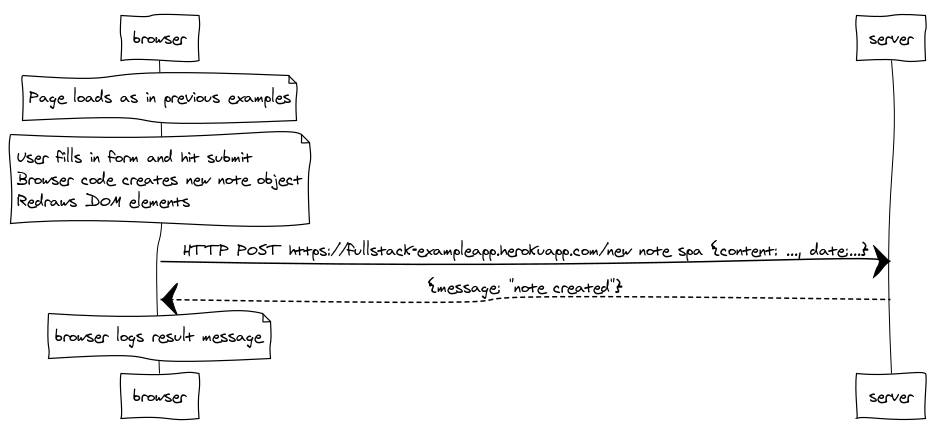 browser
server
Page loads as in previous examples
User fills in form and hit submit
Browser code creates new note object
Redraws DOM elements
HTTP POST https://fullstack-exampleapp.herokuapp.com/new note spa {content: ..., date:...}
{message: "note created"}
browser logs result message
browser
server